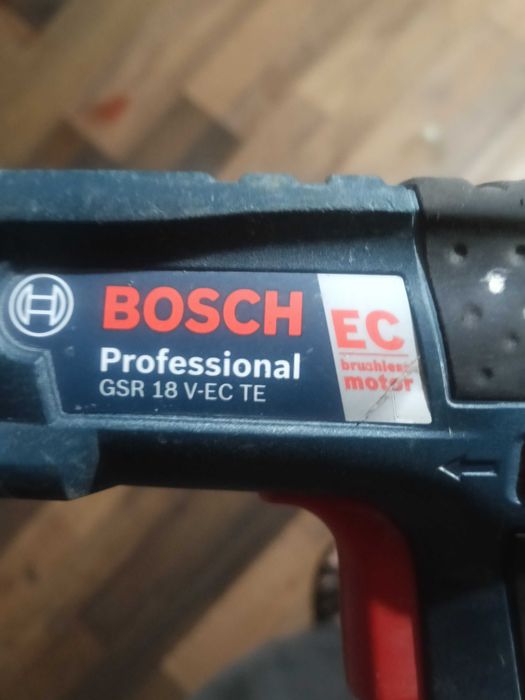 BOSCH
Professional
GSR 18 V-EC TE
EC
brushless
motor